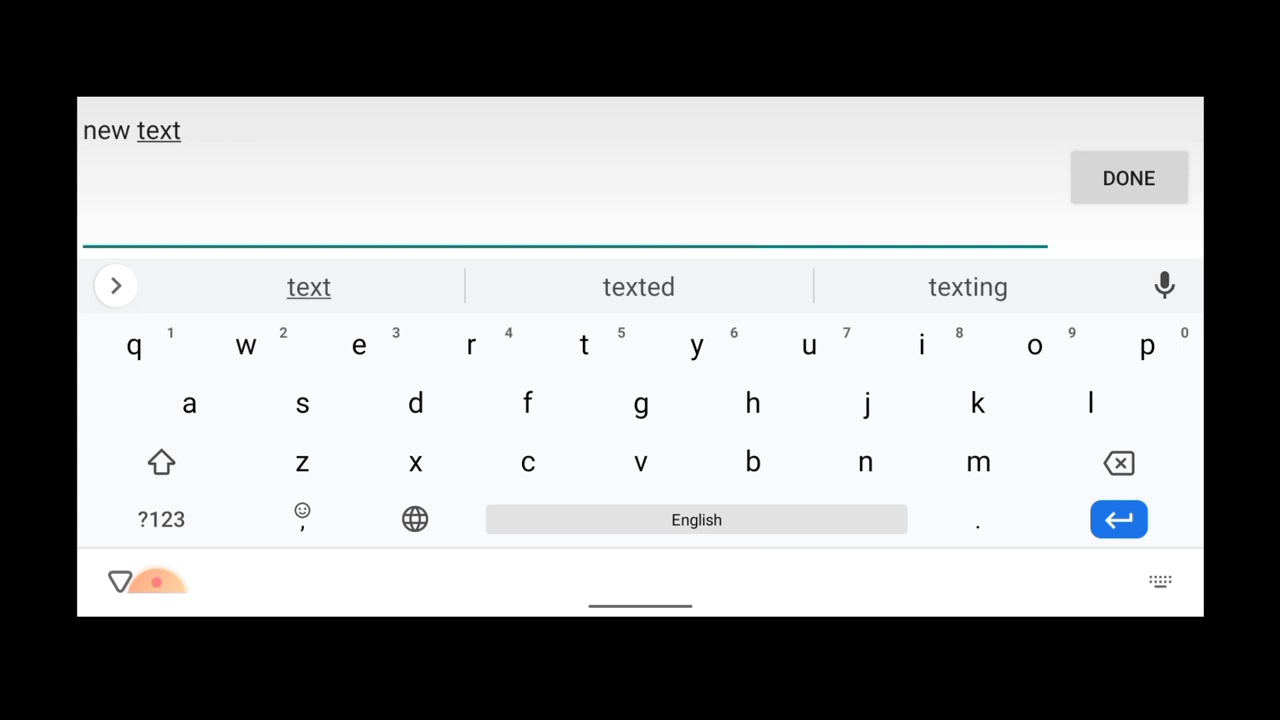 new text
DONE
text texted texting
q 1 w 2 e 3 r 4 t 5 y 6 u 7 i 8 o 9 p 0
a s d f g h j k l
z x c v b n m
?123 , English .